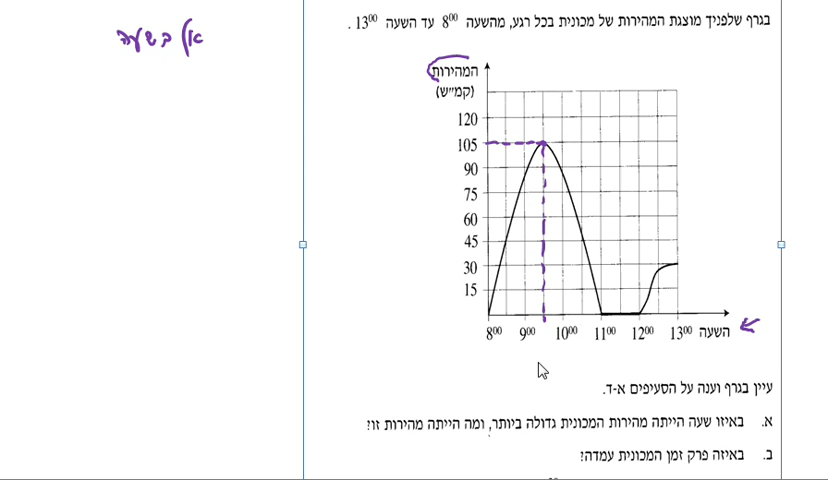 בגרף שלפניך מוצגת המהירות של מכונית בכל רגע, מהשעה 8⁰⁰ עד השעה 13⁰⁰ .
א) בשעה
המהירות
(קמ"ש)
120
105
90
75
60
45
30
15
8⁰⁰ 9⁰⁰ 10⁰⁰ 11⁰⁰ 12⁰⁰ 13⁰⁰ השעה
עיין בגרף וענה על הסעיפים א-ד.
א. באיזו שעה הייתה מהירות המכונית גדולה ביותר, ומה הייתה מהירות זו?
ב. באיזה פרק זמן המכונית עמדה?